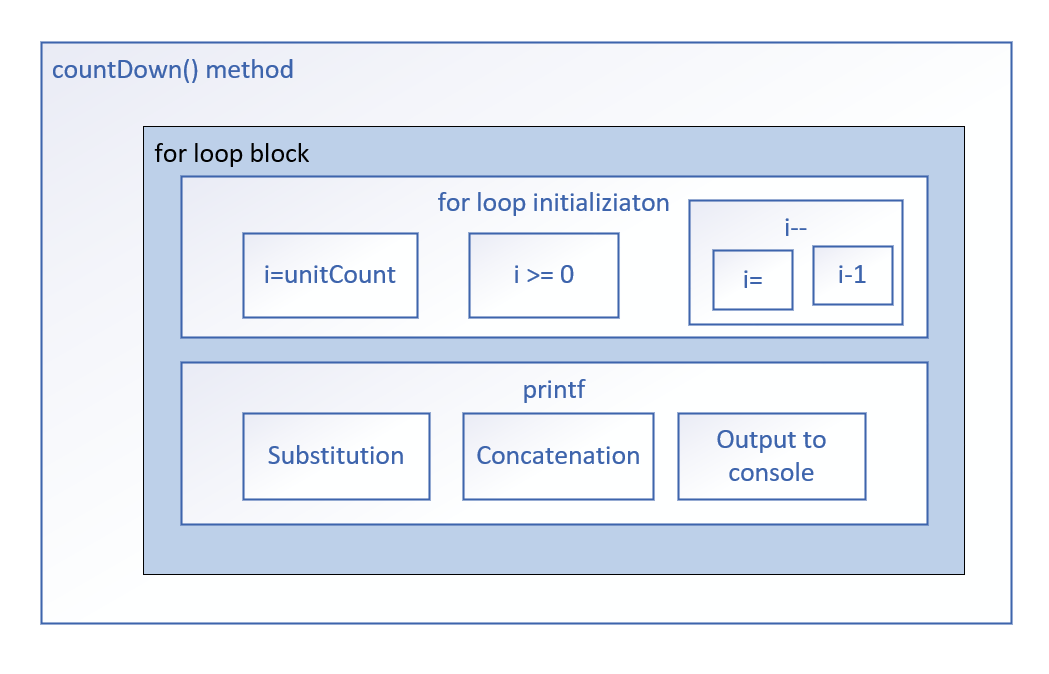 countDown() method
for loop block
for loop initializiaton
i=unitCount
i >= 0
i--
i=
i-1
printf
Substitution
Concatenation
Output to
console